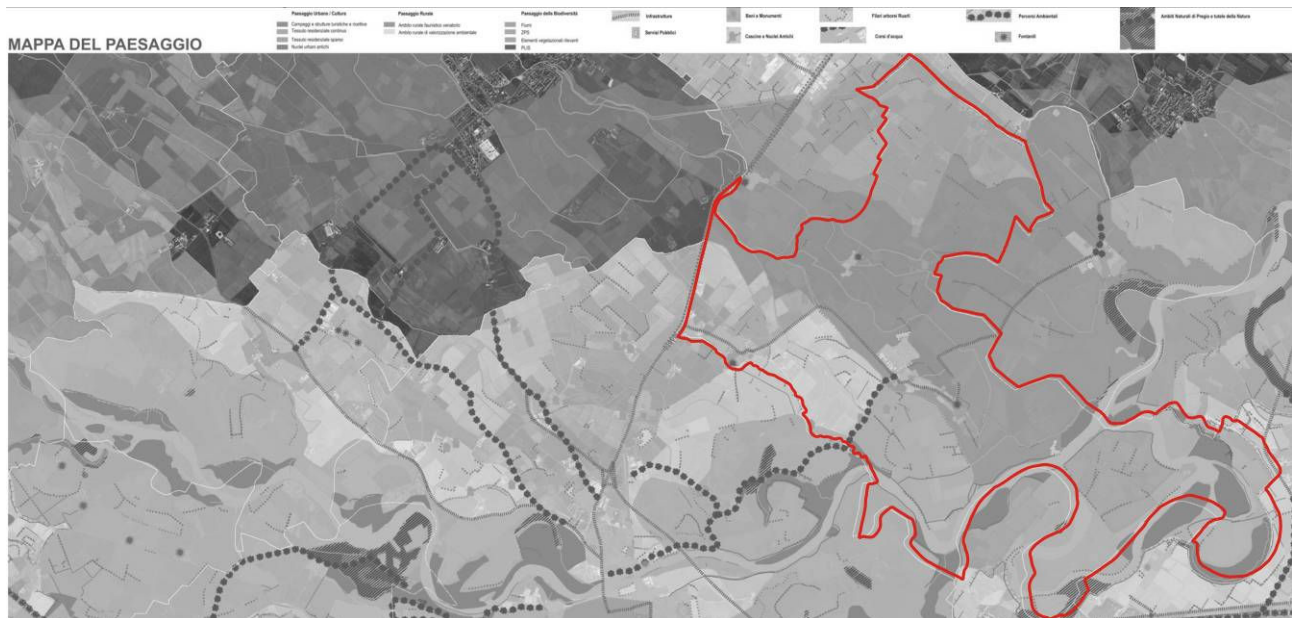 Paesaggio Urbano / Culture
Campeggi e strutture turistiche e ricettive
Tessuto residenziale continuo
Tessuto residenziale sparso
Nuclei urbani antichi
Paesaggio Rurale
Ambito rurale faunistico venatorio
Ambito rurale di valorizzazione ambientale
Paesaggio della Biodiversità
Fiumi
ZPS
Elementi vegetazionali rilevanti
PLIS
Infrastrutture
Servizi Pubblici
Beni e Monumenti
Cascine e Nuclei Antichi
Filari arborei Rurali
Corsi d'acqua
Percorsi Ambientali
Fontanili
Ambiti Naturali di Pregio e tutela della Natura
MAPPA DEL PAESAGGIO